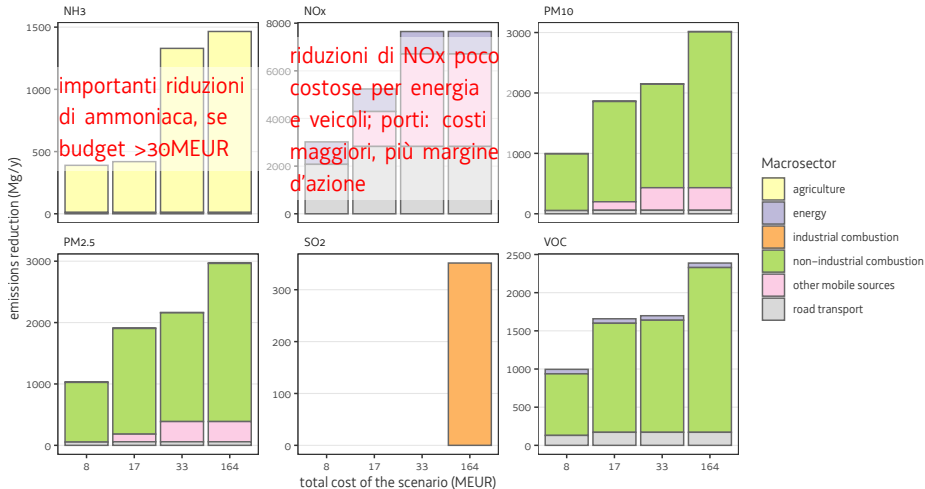 NH3
NOx
PM10
1500
1000
500
0
importanti riduzioni
di ammoniaca, se
budget >30MEUR
8000
6000
4000
2000
0
riduzioni di NOx poco
costose per energia
e veicoli; porti: costi
maggiori, più margine
d'azione
3000
2000
1000
0
PM2.5
SO2
VOC
3000
2000
1000
0
300
200
100
0
2500
2000
1500
1000
500
0
8 17 33 164
8 17 33 164
8 17 33 164
emissions reduction (Mg/y)
total cost of the scenario (MEUR)
Macrosector
agriculture
energy
industrial combustion
non-industrial combustion
other mobile sources
road transport